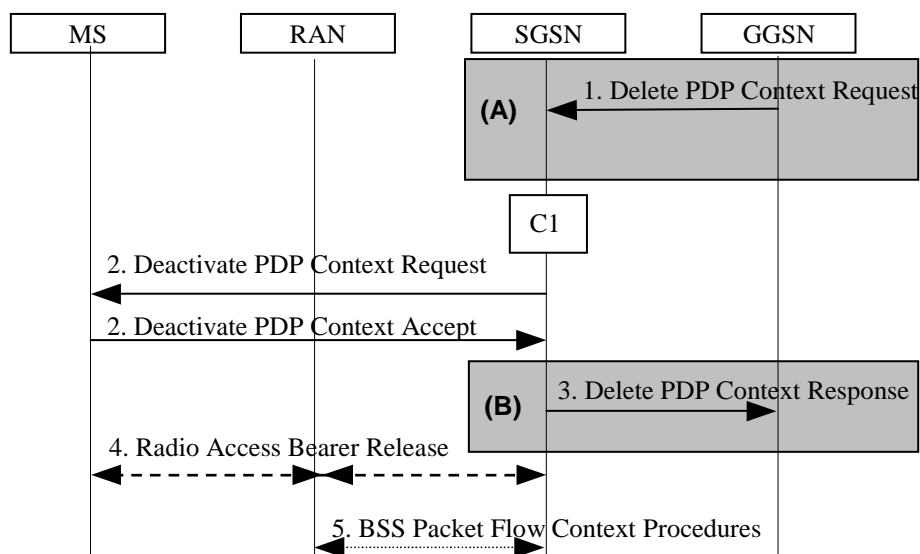 MS RAN SGSN GGSN
1. Delete PDP Context Request
(A)
C1
2. Deactivate PDP Context Request
2. Deactivate PDP Context Accept
3. Delete PDP Context Response
(B)
4. Radio Access Bearer Release
5. BSS Packet Flow Context Procedures